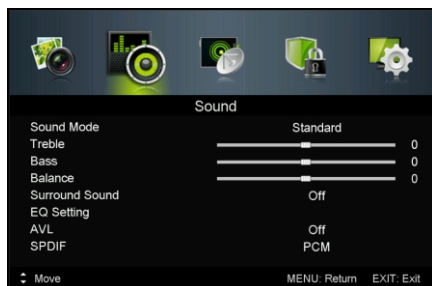 Sound
Sound Mode Standard
Treble 0
Bass 0
Balance 0
Surround Sound Off
EQ Setting
AVL Off
SPDIF PCM
Move MENU: Return EXIT: Exit